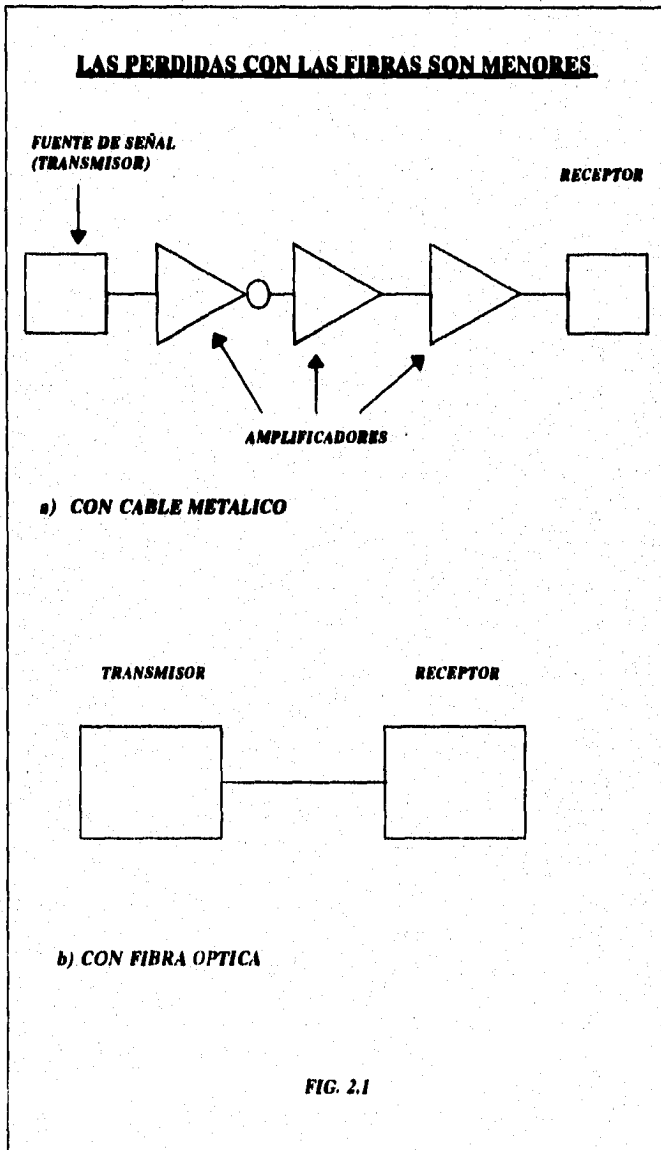 LAS PERDIDAS CON LAS FIBRAS SON MENORES
FUENTE DE SEÑAL
(TRANSMISOR)
RECEPTOR
AMPLIFICADORES
a) CON CABLE METALICO
TRANSMISOR RECEPTOR
b) CON FIBRA OPTICA
FIG. 2.1